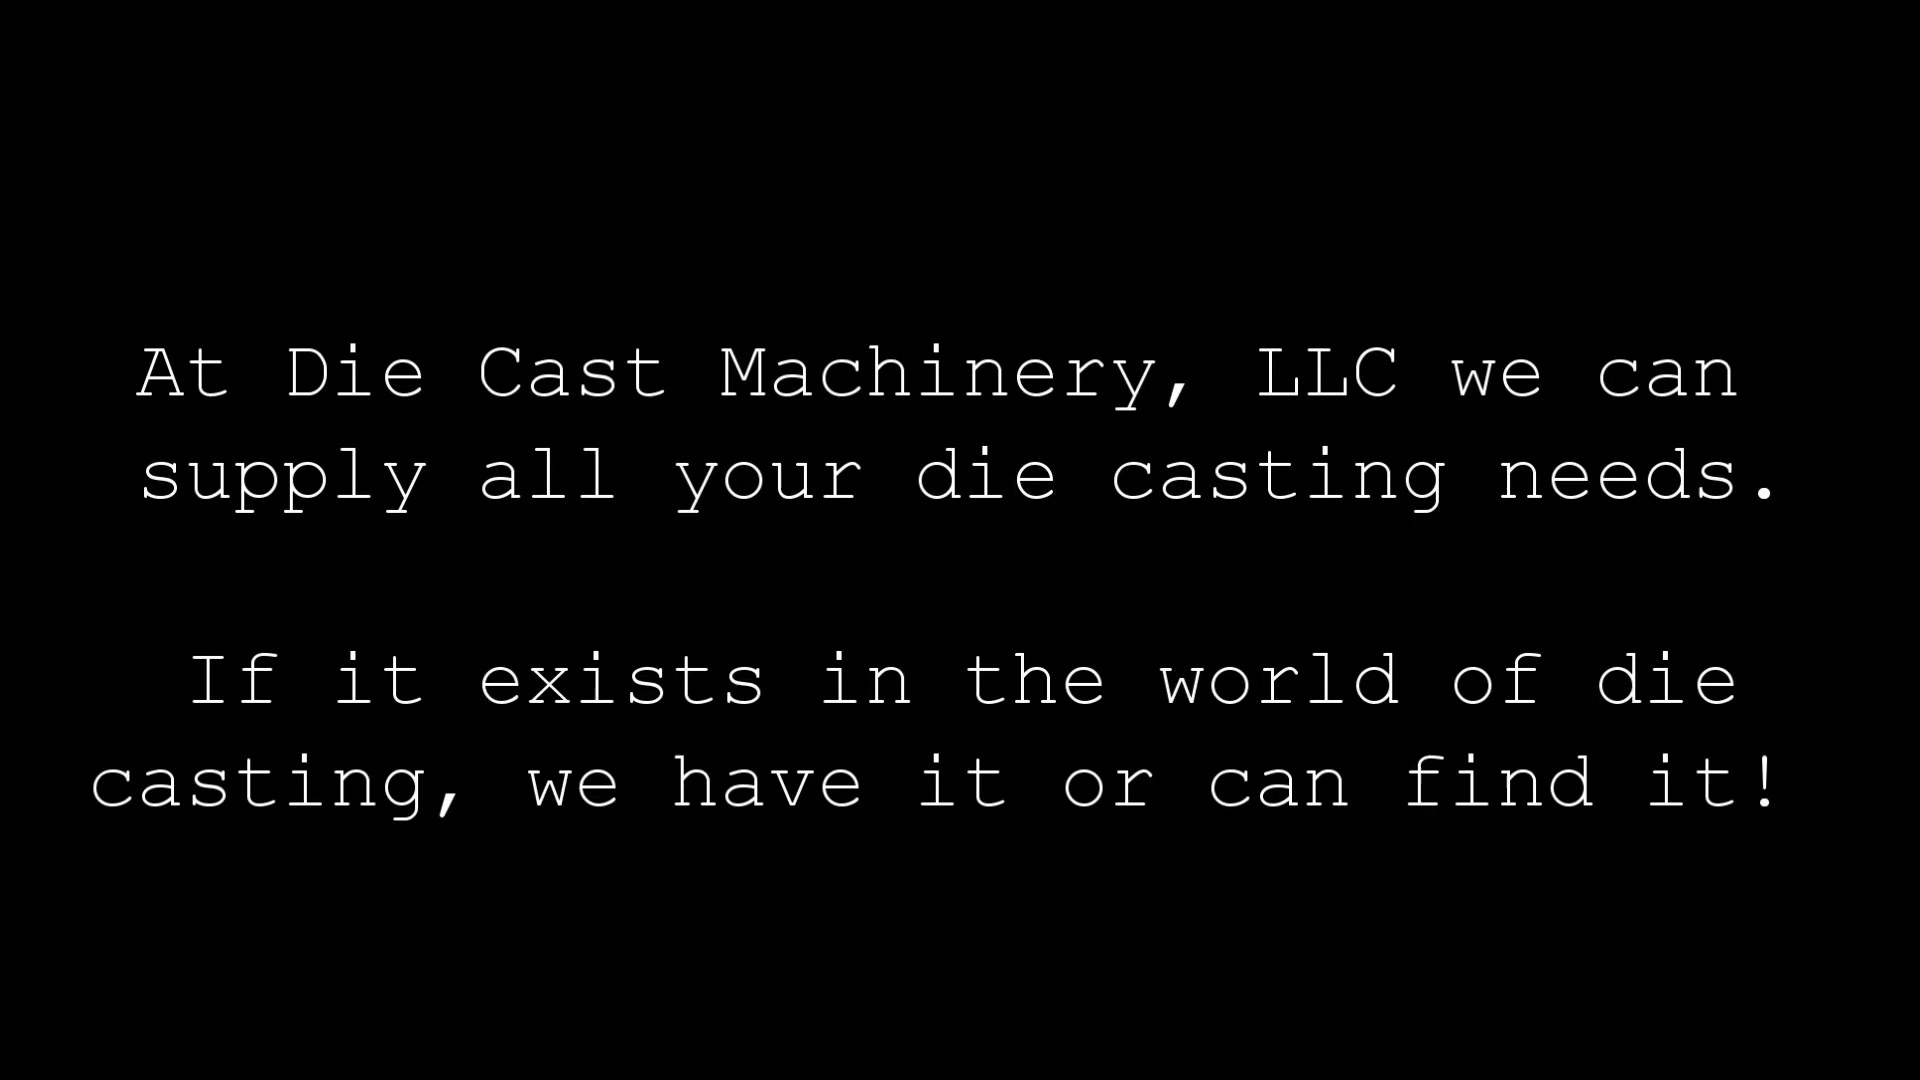 At Die Cast Machinery, LLC we can
supply all your die casting needs.
If it exists in the world of die
casting, we have it or can find it!